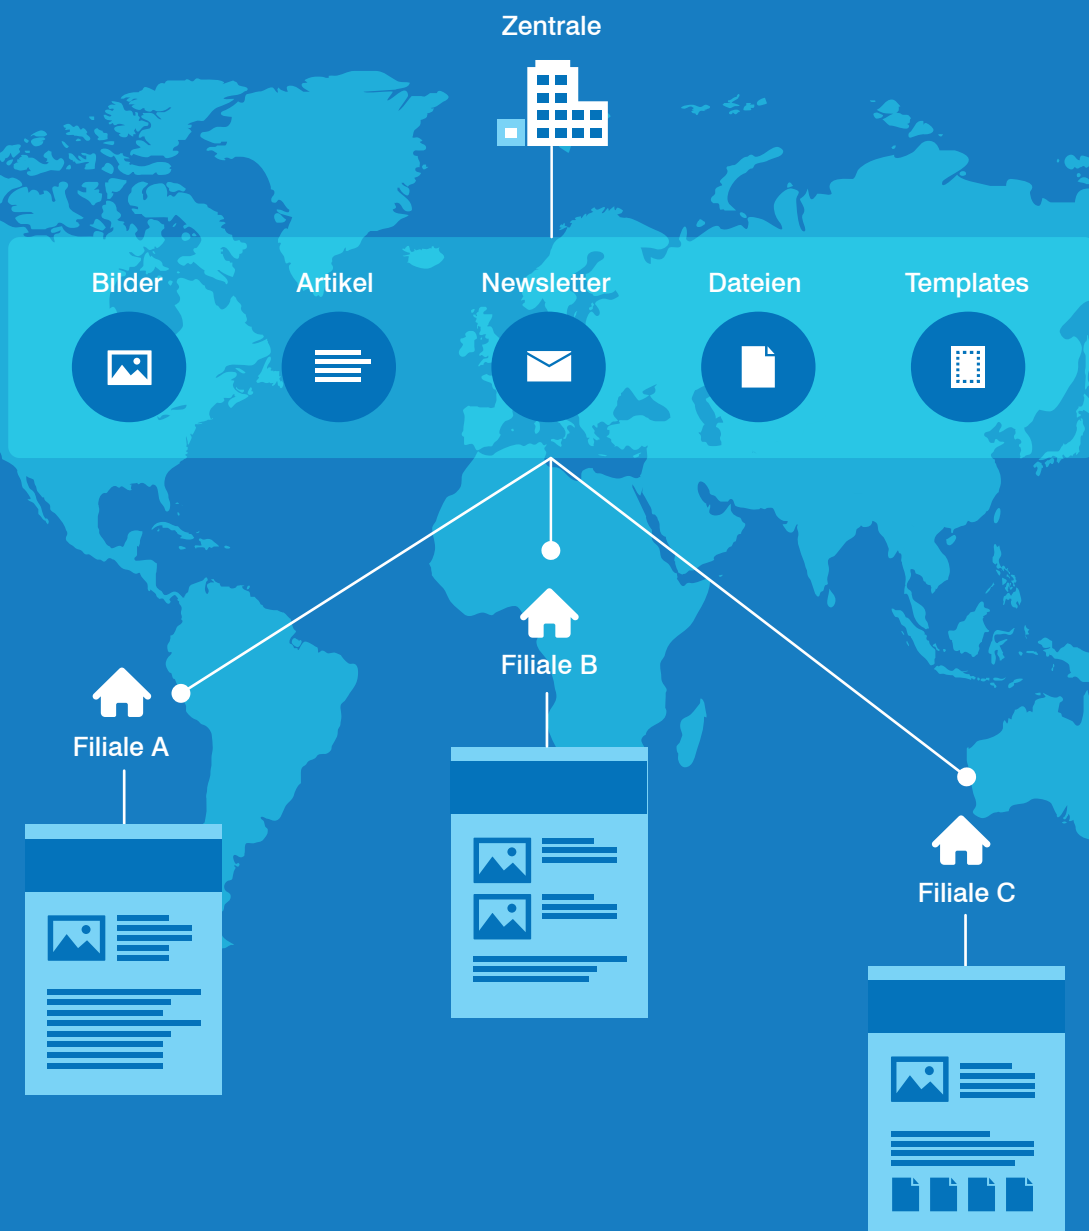 Zentrale
Bilder
Artikel
Newsletter
Dateien
Templates
Filiale B
Filiale A
Filiale C